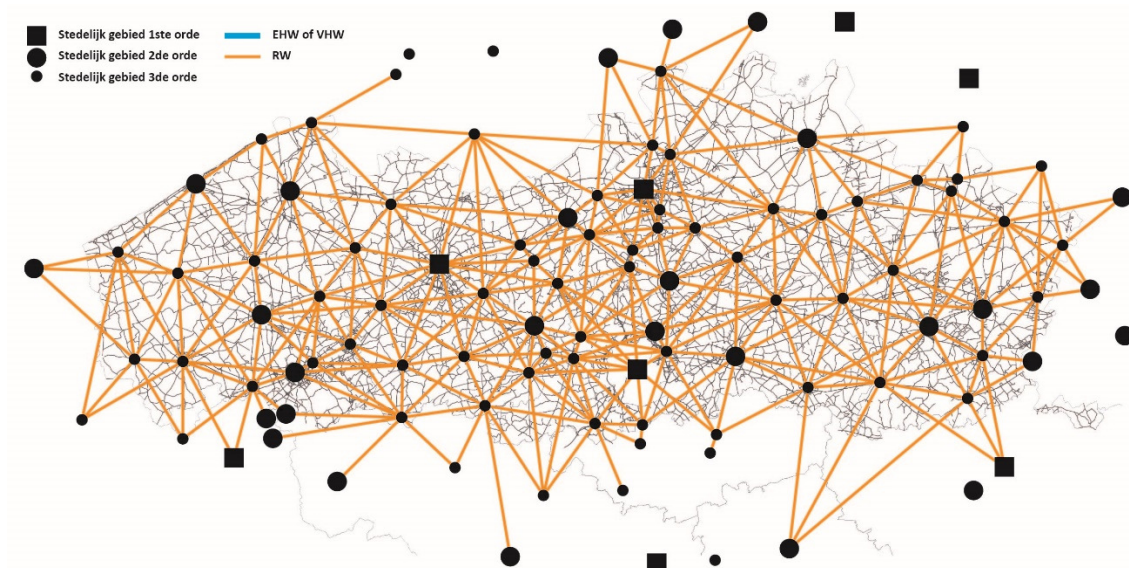 Stedelijk gebied 1ste orde
EHW of VHW
Stedelijk gebied 2de orde
RW
Stedelijk gebied 3de orde